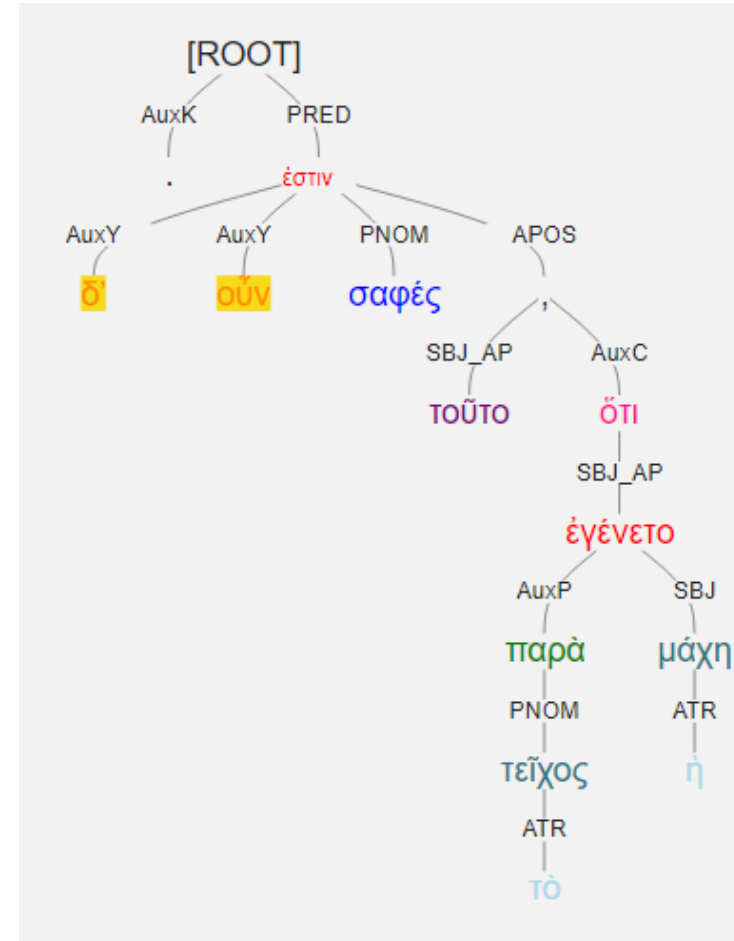 [ROOT]
AuxK PRED
. ἐστιν
AuxY AuxY PNOM APOS
δ' οὖν σαφές ,
SBJ_AP AuxC
τοῦτο ὅτι
SBJ_AP
ἐγένετο
AuxP SBJ
παρὰ μάχη
PNOM ATR
τεῖχος ἡ
ATR
τὸ